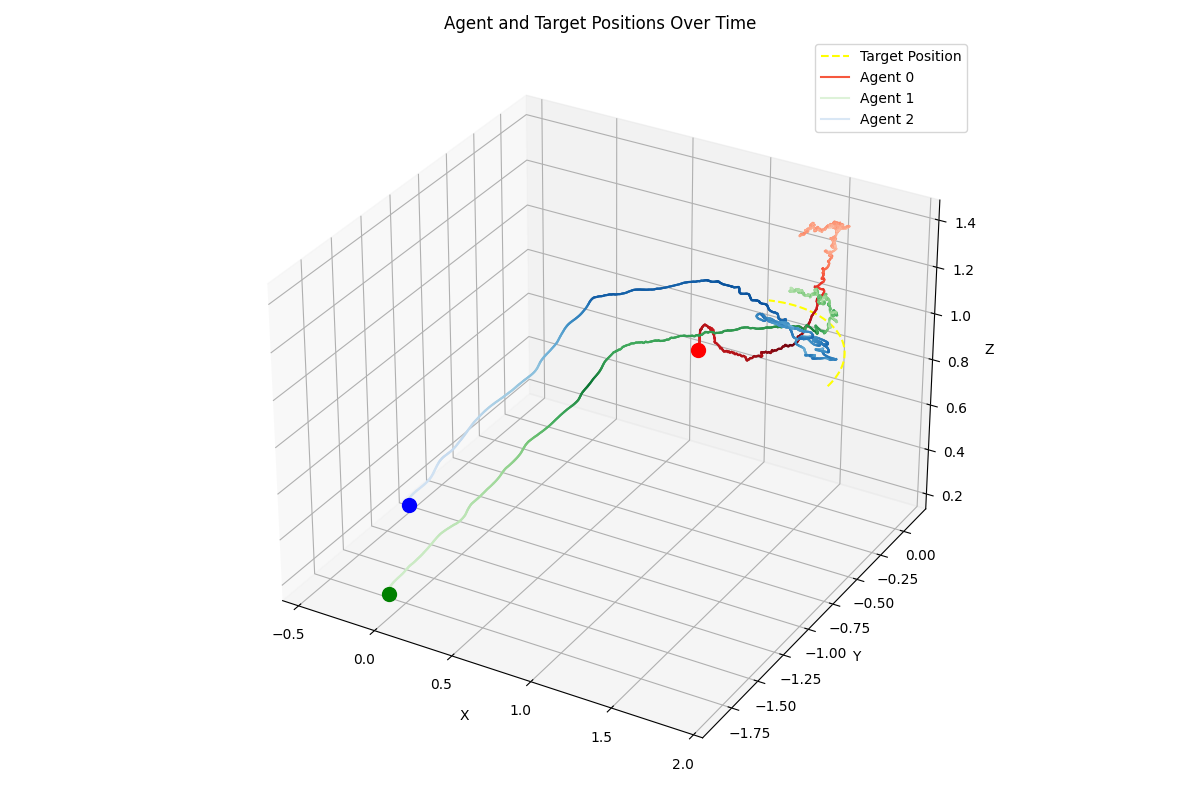 Agent and Target Positions Over Time
Target Position
Agent 0
Agent 1
Agent 2
1.4
1.2
1.0
0.8
0.6
0.4
0.2
Z
0.00
−0.25
−0.50
−0.75
−1.00
−1.25
−1.50
−1.75
Y
−0.5
0.0
0.5
1.0
1.5
2.0
X